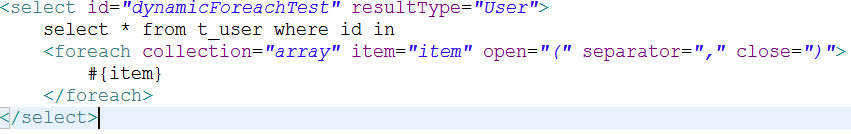 <select id="dynamicForeachTest" resultType="User">
select * from t_user where id in
<foreach collection="array" item="item" open="(" separator="," close=")">
#{item}
</foreach>
</select>